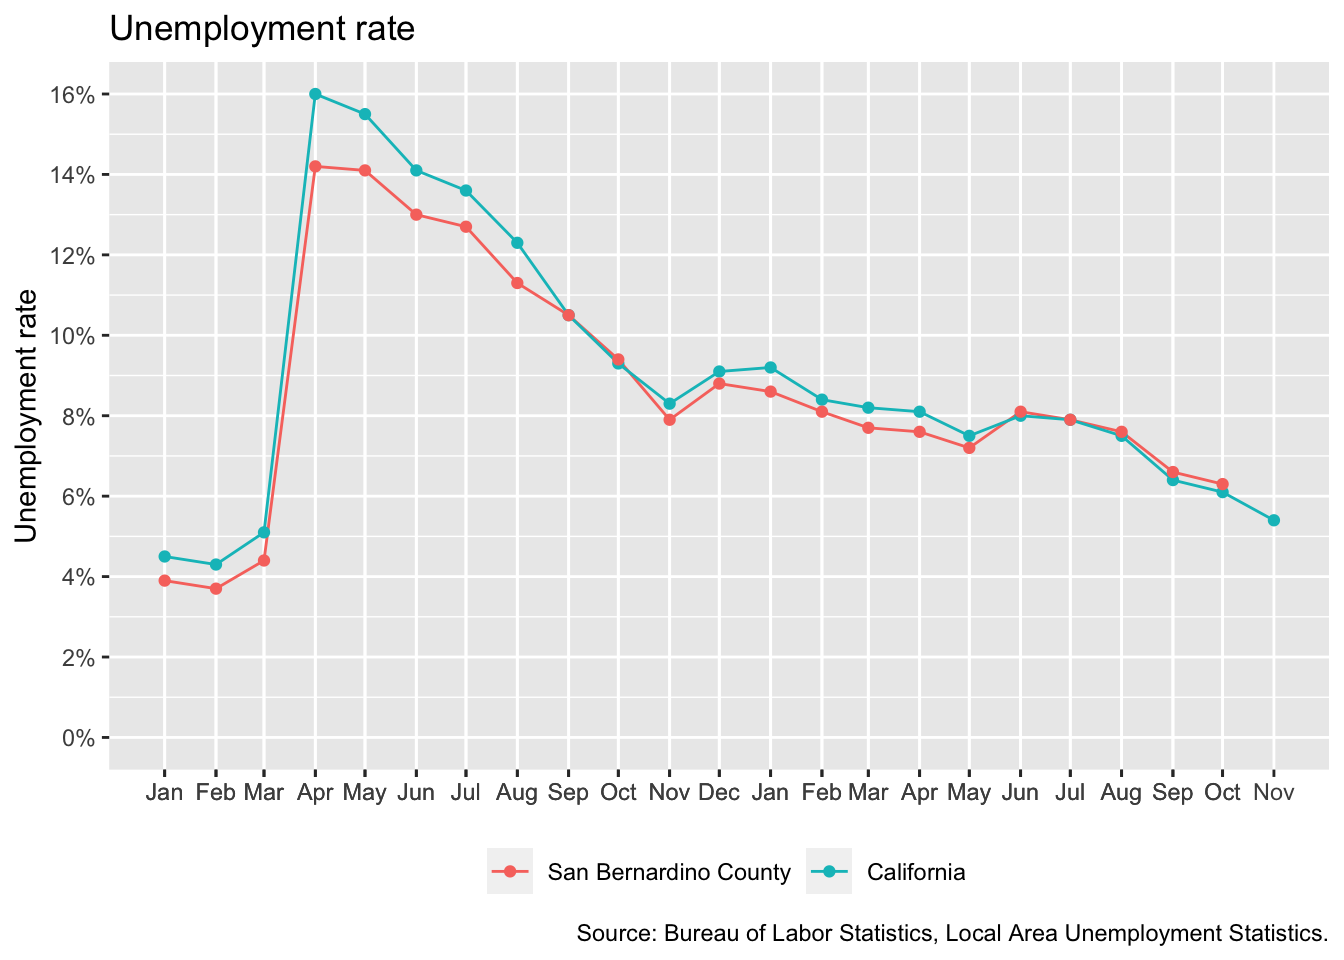 Unemployment rate
Unemployment rate
16%
14%
12%
10%
8%
6%
4%
2%
0%
Jan Feb Mar Apr May Jun Jul Aug Sep Oct Nov Dec Jan Feb Mar Apr May Jun Jul Aug Sep Oct Nov
San Bernardino County California
Source: Bureau of Labor Statistics, Local Area Unemployment Statistics.